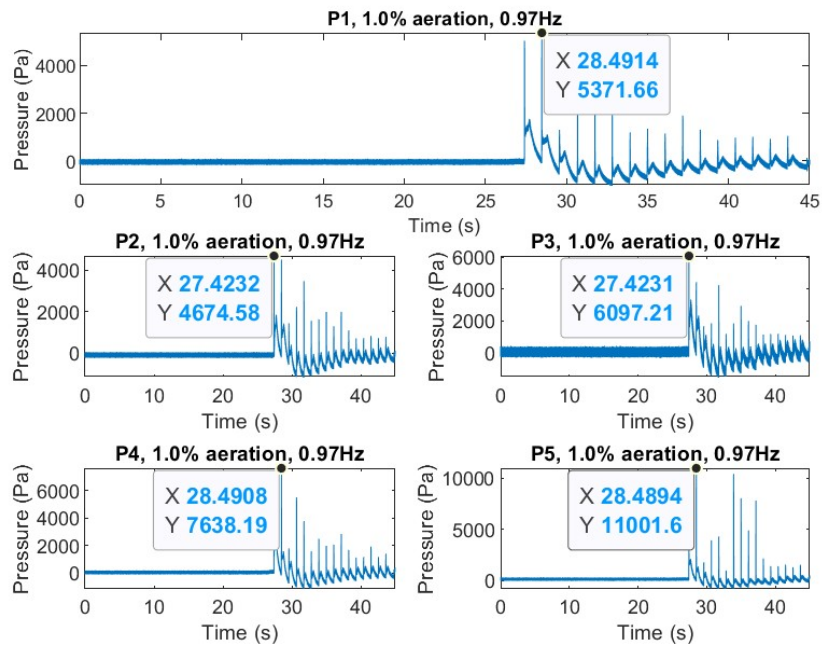 P1, 1.0% aeration, 0.97Hz
Pressure (Pa)
4000
2000
0
X 28.4914
Y 5371.66
0 5 10 15 20 25 30 35 40 45
Time (s)
P2, 1.0% aeration, 0.97Hz
Pressure (Pa)
4000
2000
0
X 27.4232
Y 4674.58
0 10 20 30 40
Time (s)
P3, 1.0% aeration, 0.97Hz
Pressure (Pa)
6000
4000
2000
0
X 27.4231
Y 6097.21
0 10 20 30 40
Time (s)
P4, 1.0% aeration, 0.97Hz
Pressure (Pa)
6000
4000
2000
0
X 28.4908
Y 7638.19
0 10 20 30 40
Time (s)
P5, 1.0% aeration, 0.97Hz
Pressure (Pa)
10000
5000
0
X 28.4894
Y 11001.6
0 10 20 30 40
Time (s)